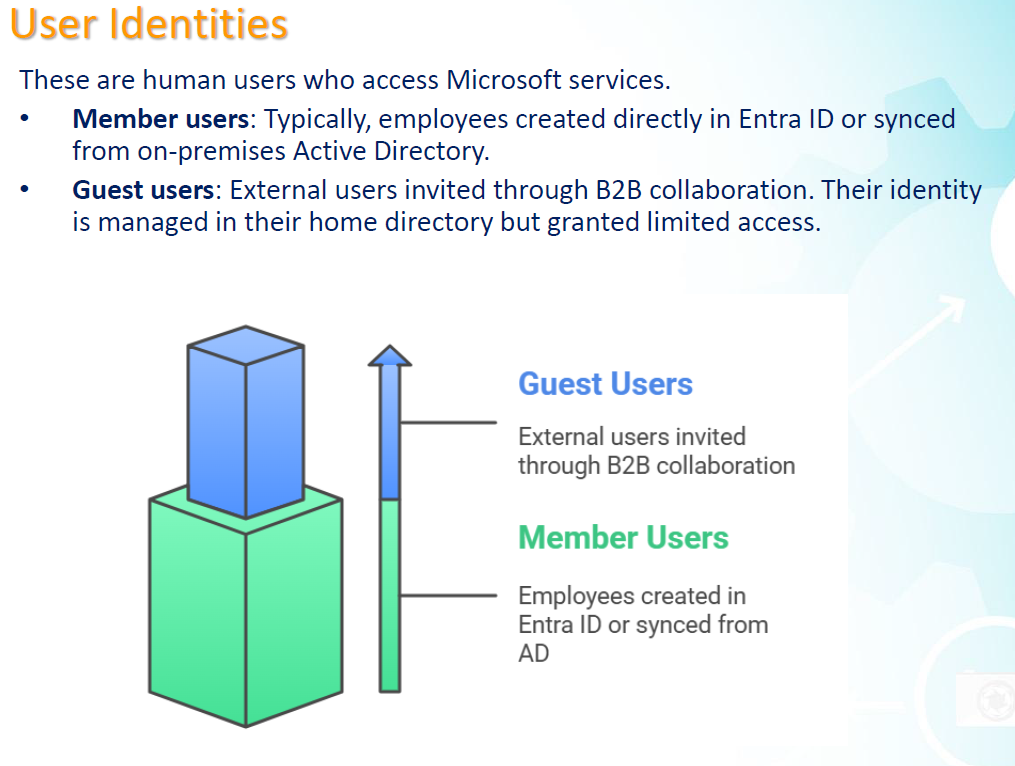 User Identities
These are human users who access Microsoft services.
• Member users: Typically, employees created directly in Entra ID or synced
from on-premises Active Directory.
• Guest users: External users invited through B2B collaboration. Their identity
is managed in their home directory but granted limited access.
Guest Users
External users invited
through B2B collaboration
Member Users
Employees created in
Entra ID or synced from
AD